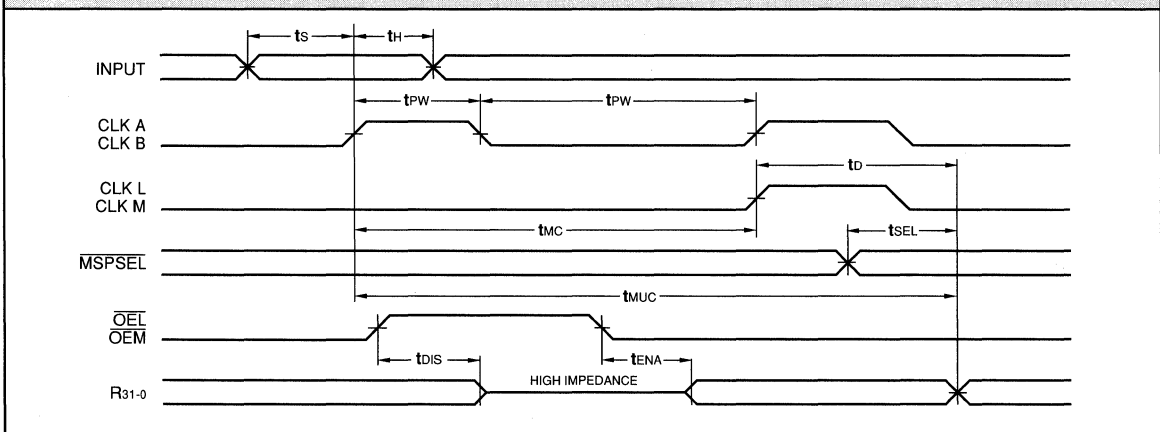 tS tH
INPUT
tPW tPW
CLK A
CLK B
tD
CLK L
CLK M
tMC tSEL
MSPSEL
tMUC
OEL
OEM
tDIS tENA
HIGH IMPEDANCE
R31-0